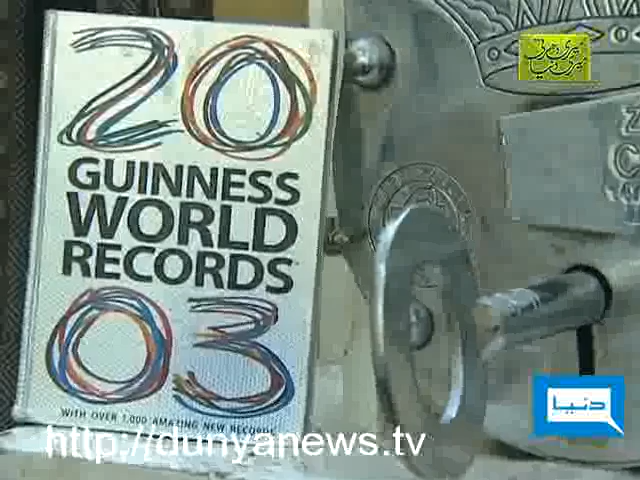 20
GUINNESS
WORLD
RECORDS
03
WITH OVER 1,000 AMAZING NEW RECORDS
http://dunyanews.tv
دنیا